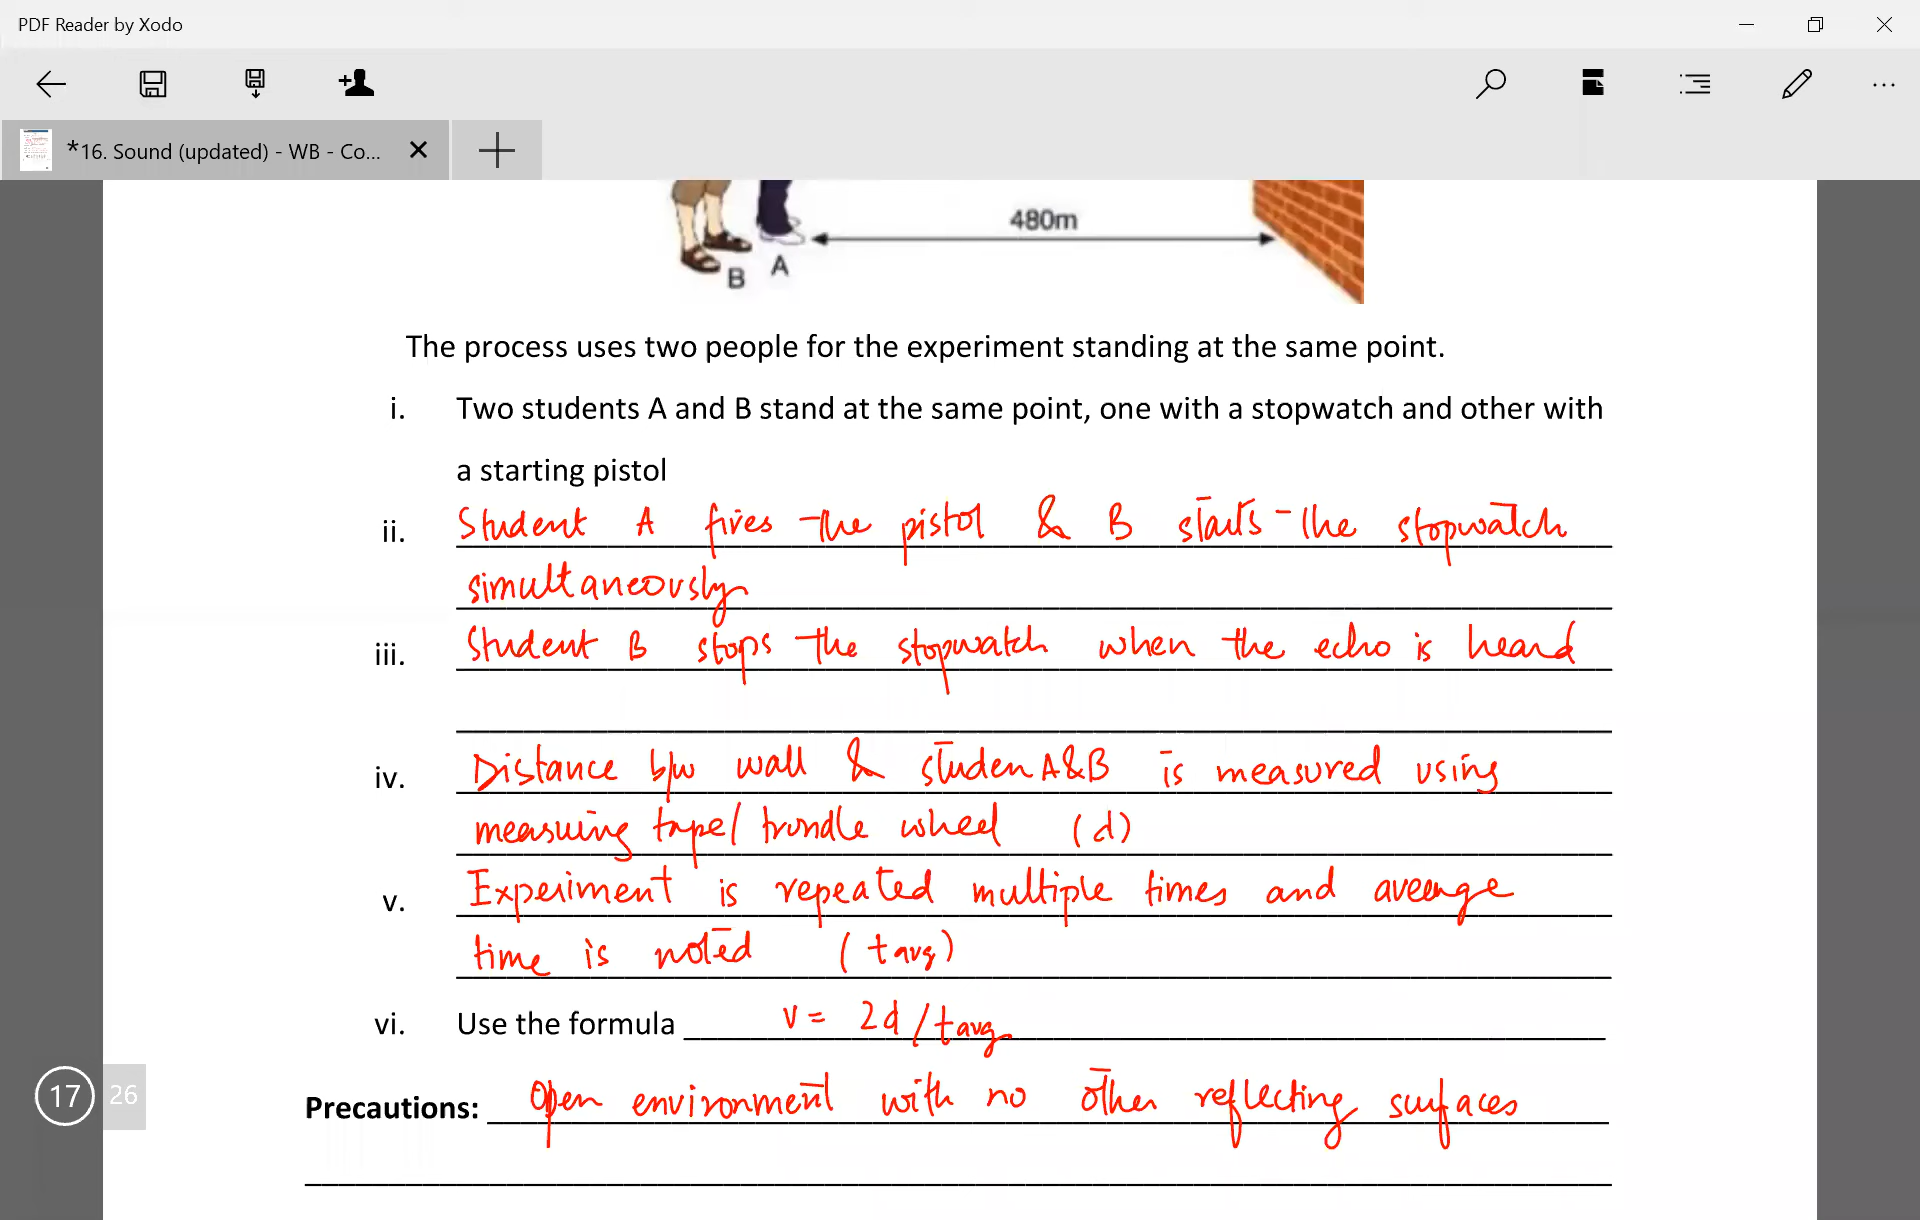 PDF Reader by Xodo
*16. Sound (updated) - WB - Co...
480m
B A
The process uses two people for the experiment standing at the same point.
i. Two students A and B stand at the same point, one with a stopwatch and other with
a starting pistol
ii. Student A fires the pistol & B starts the stopwatch
simultaneously
iii. Student B stops the stopwatch when the echo is heard
iv. Distance b/w wall & studen A&B is measured using
measuring tape/ trundle wheel (d)
v. Experiment is repeated multiple times and average
time is noted (tavg)
vi. Use the formula v = 2d/tavg
17 26
Precautions: Open environment with no other reflecting surfaces